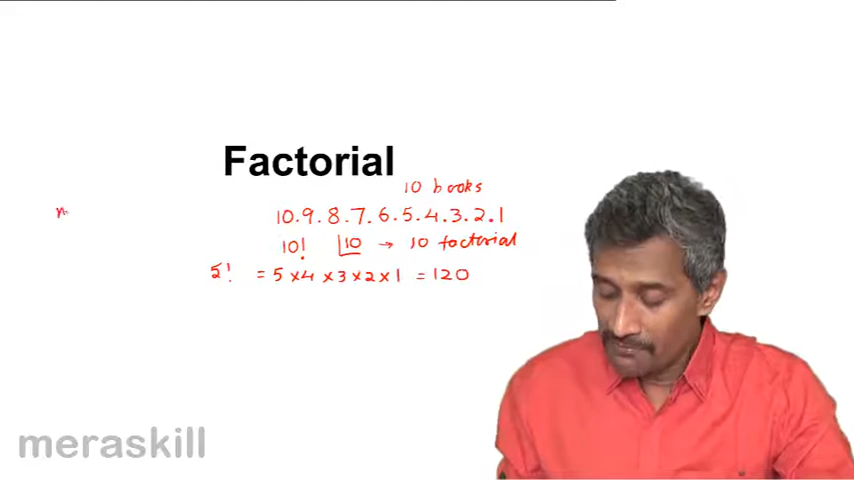 Factorial
10 books
n
10.9.8.7.6.5.4.3.2.1
10! |10 → 10 factorial
5! = 5 x 4 x 3 x 2 x 1 = 120
meraskill